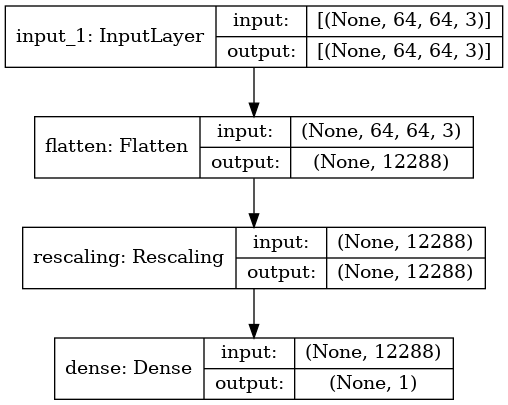 input_1: InputLayer
input:
[(None, 64, 64, 3)]
output:
[(None, 64, 64, 3)]
flatten: Flatten
input:
(None, 64, 64, 3)
output:
(None, 12288)
rescaling: Rescaling
input:
(None, 12288)
output:
(None, 12288)
dense: Dense
input:
(None, 12288)
output:
(None, 1)